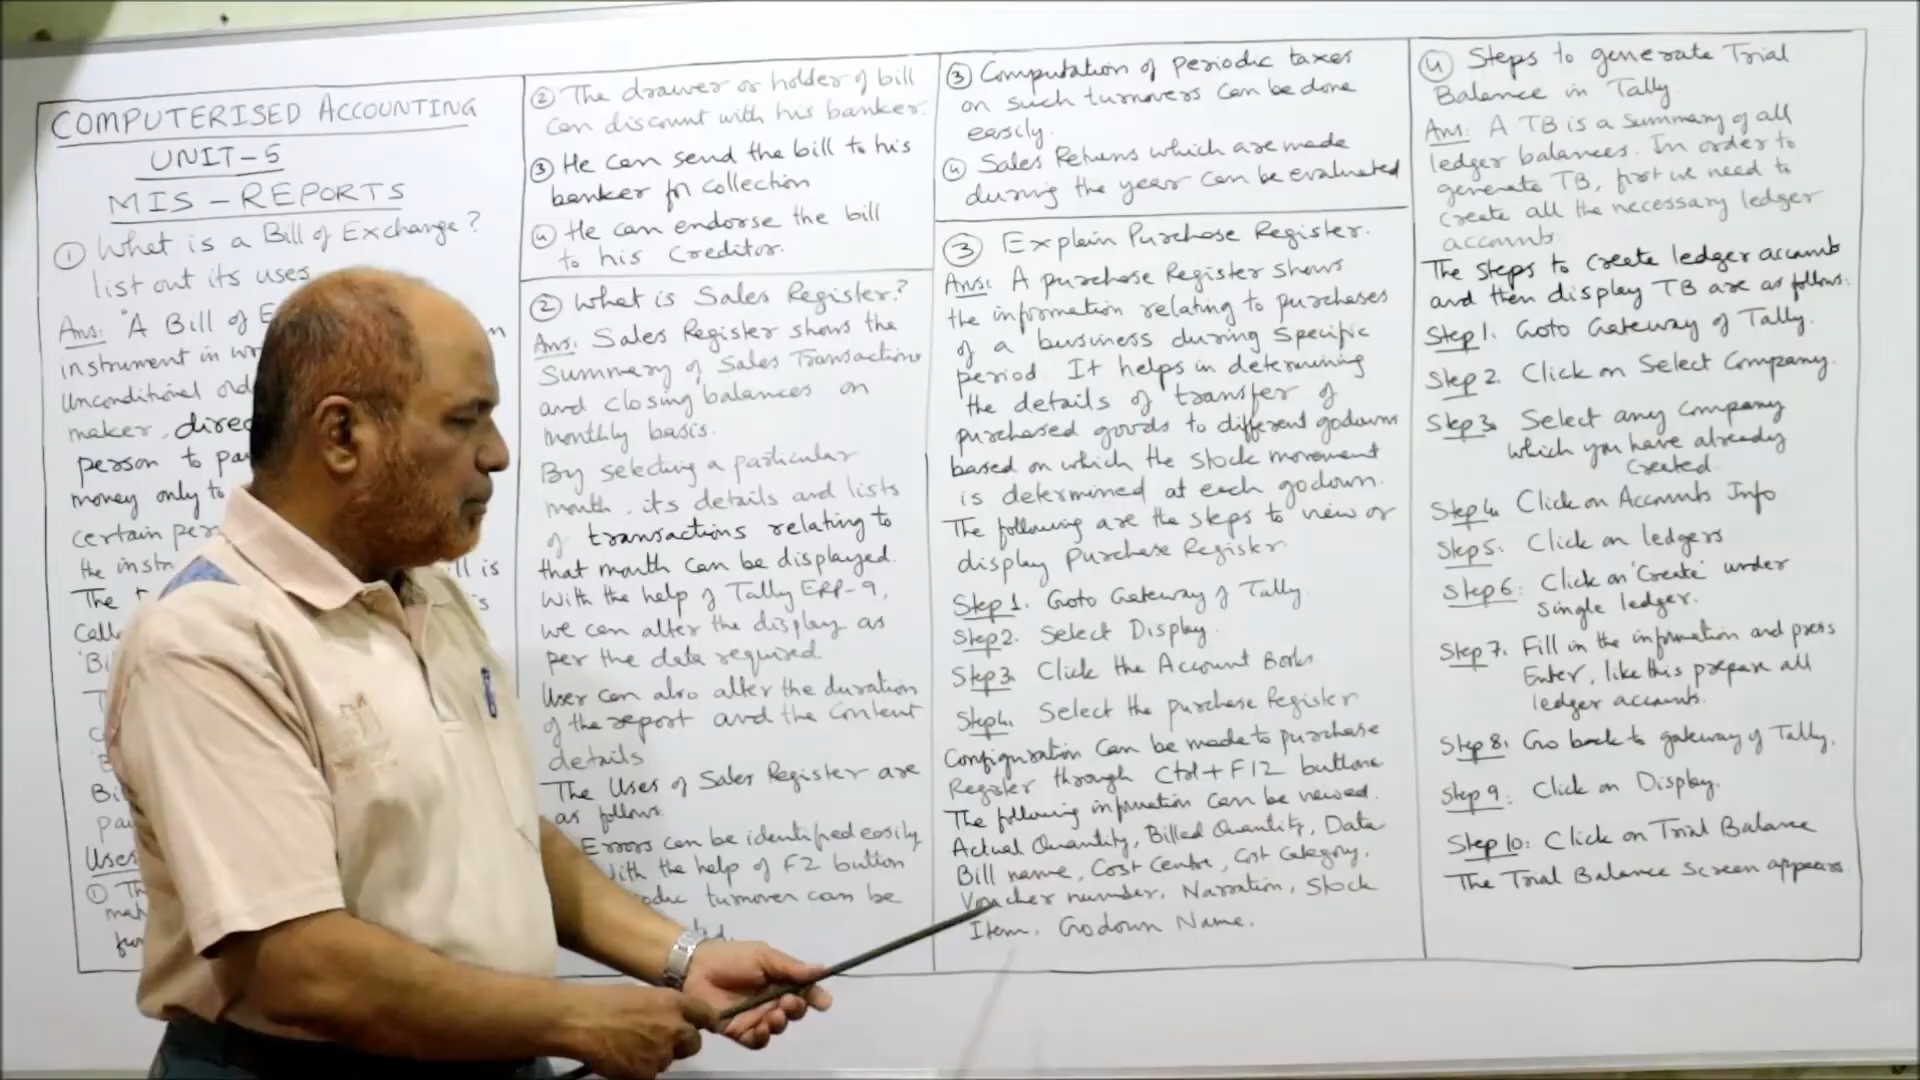 COMPUTERISED ACCOUNTING
UNIT-5
MIS - REPORTS
① What is a Bill of Exchange?
list out its uses
Ans: "A Bill of
instrument in
Unconditional
maker,
person to
money only to
certain
the
The
ll is
's
Uses
①
② The drawer or holder of bill
can discount with his banker.
③ He can send the bill to his
banker for collection
④ He can endorse the bill
to his Creditor.
② What is Sales Register?
Ans: Sales Register shows the
Summary of Sales Transactions
and closing balances on
monthly basis.
By selecting a particular
month, its details and lists
of transactions relating to
that month can be displayed.
With the help of Tally ERP-9,
we can alter the display as
per the data required
User can also alter the duration
of the report and the content
details
The Uses of Sales Register are
as follows.
Errors can be identified easily
with the help of F2 button
turnover can be
③ Computation of periodic taxes
on such turnovers can be done
easily.
④ Sales Returns which are made
during the year can be evaluated
③ Explain Purchase Register.
Ans: A purchase Register shows
the information relating to purchases
of a business during specific
period. It helps in determining
the details of transfer of
purchased goods to different godowns
based on which the stock movement
is determined at each godown.
The following are the steps to view or
display Purchase Register.
Step 1. Goto Gateway of Tally.
Step 2. Select Display.
Step 3. Click the Account Books
Step 4. Select the purchase Register
Configuration can be made to purchase
Register through Ctrl+F12 buttons.
The following information can be viewed.
Actual Quantity, Billed Quantity, Data
Bill name, Cost Centre, Cost Category,
Voucher number, Narration, Stock
Item, Godown Name.
④ Steps to generate Trial
Balance in Tally.
Ans: A TB is a summary of all
ledger balances. In order to
generate TB, first we need to
create all the necessary ledger
accounts.
The steps to create ledger accounts
and then display TB are as follows:
Step 1. Goto Gateway of Tally.
Step 2. Click on Select Company.
Step 3. Select any company
which you have already
created.
Step 4. Click on Accounts Info
Step 5. Click on ledgers
Step 6: Click on 'Create' under
single ledger.
Step 7. Fill in the information and press
Enter, like this prepare all
ledger accounts.
Step 8. Go back to gateway of Tally.
Step 9. Click on Display.
Step 10: Click on Trial Balance
The Trial Balance Screen appears.